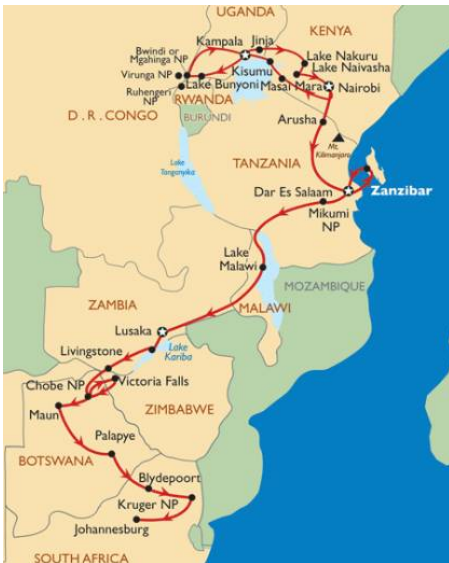 UGANDA
KENYA
Kampala
Jinja
Bwindi or
Mgahinga NP
Lake Nakuru
Lake Naivasha
Virunga NP
Kisumu
Ruhengeri
NP
Lake Bunyoni
Masai Mara
Nairobi
RWANDA
D. R. CONGO
BURUNDI
Arusha
Mt.
Kilimanjaro
Lake
Tanganyika
TANZANIA
Dar Es Salaam
Zanzibar
Mikumi
NP
Lake
Malawi
MOZAMBIQUE
ZAMBIA
MALAWI
Lusaka
Lake
Kariba
Livingstone
Chobe NP
Victoria Falls
Maun
ZIMBABWE
Palapye
BOTSWANA
Blydepoort
Kruger NP
Johannesburg
SOUTH AFRICA